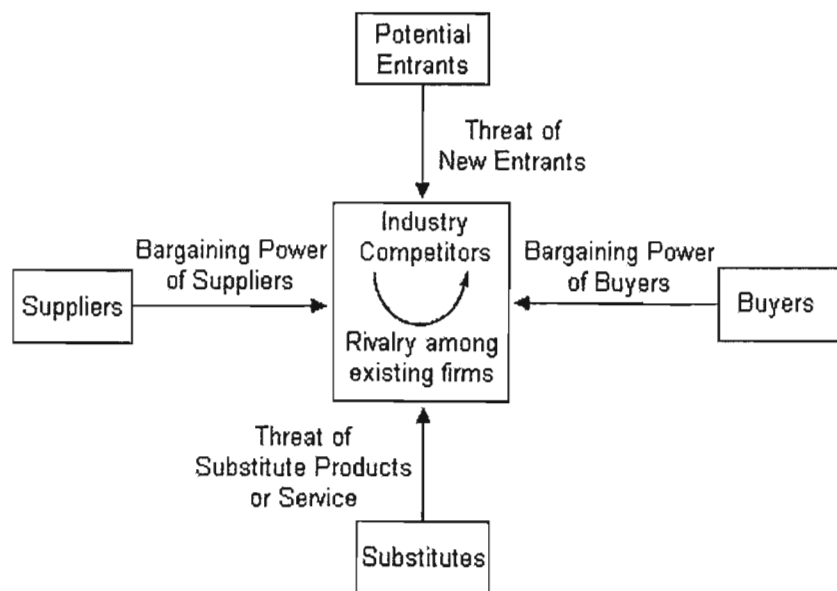 Potential
Entrants
Threat of
New Entrants
Industry
Competitors
Bargaining Power
of Suppliers
Bargaining Power
of Buyers
Suppliers
Buyers
Rivalry among
existing firms
Threat of
Substitute Products
or Service
Substitutes